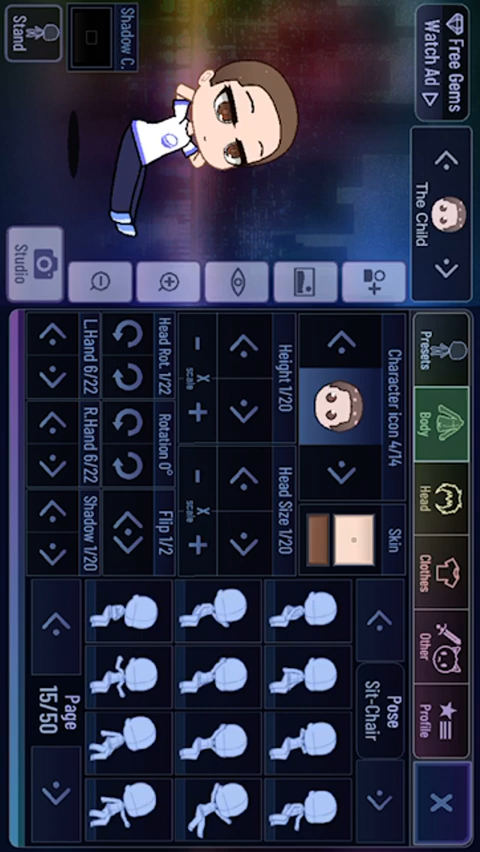 Free Gems
Watch Ad
The Child
Shadow C.
Stand
Studio
Presets
Body
Head
Clothes
Other
Profile
X
Character icon 4/14
Skin
Height 1/20
X
scale
Head Size 1/20
X
scale
Head Rot. 1/22
Rotation 0°
Flip 1/2
L.Hand 6/22
R.Hand 6/22
Shadow 1/20
Pose
Sit-Chair
Page
15/50